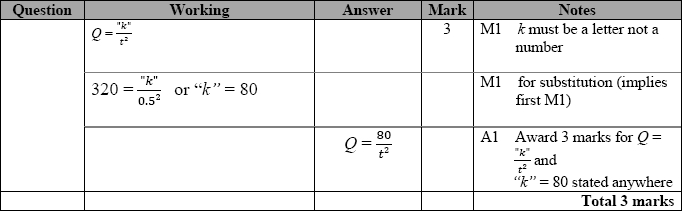 Question Working Answer Mark Notes
Q = "k"/t² 3 M1 k must be a letter not a
number
320 = "k"/0.5² or “k” = 80 M1 for substitution (implies
first M1)
Q = 80/t² A1 Award 3 marks for Q =
"k"/t² and
“k” = 80 stated anywhere
Total 3 marks